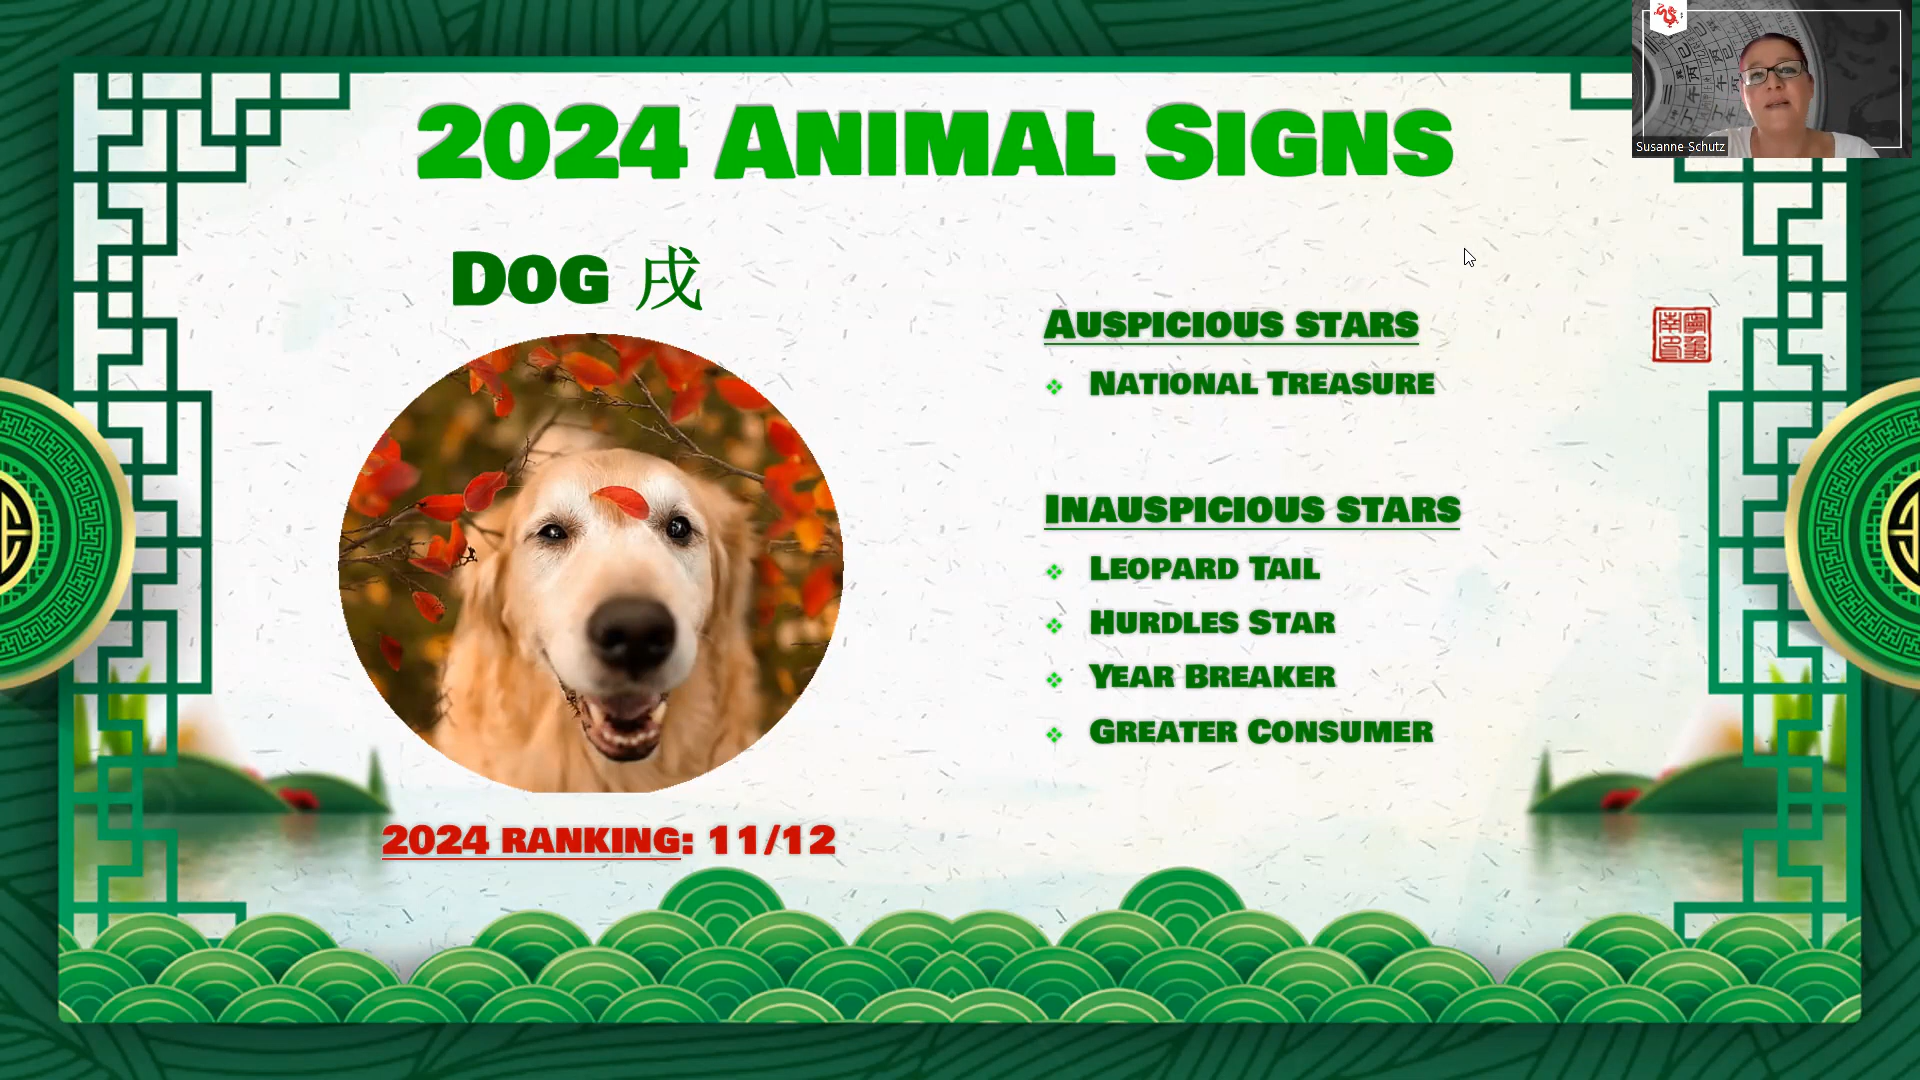 2024 Animal Signs
Susanne Schutz
Dog 戌
Auspicious stars
National Treasure
Inauspicious stars
Leopard Tail
Hurdles Star
Year Breaker
Greater Consumer
2024 ranking: 11/12